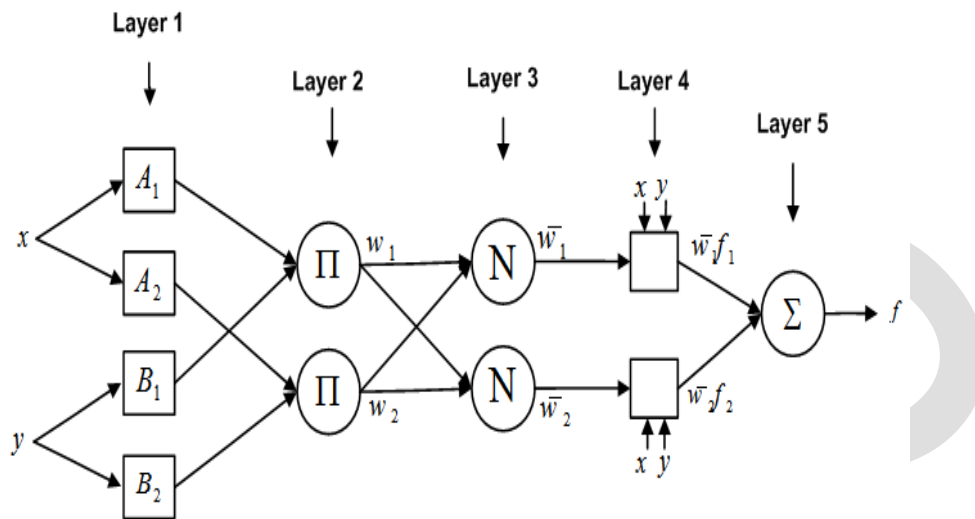 Layer 1
Layer 2
Layer 3
Layer 4
Layer 5
x
y
A₁
A₂
B₁
B₂
Π
Π
w₁
w₂
N
N
w̄₁
w̄₂
x y
x y
w̄₁f₁
w̄₂f₂
Σ
f